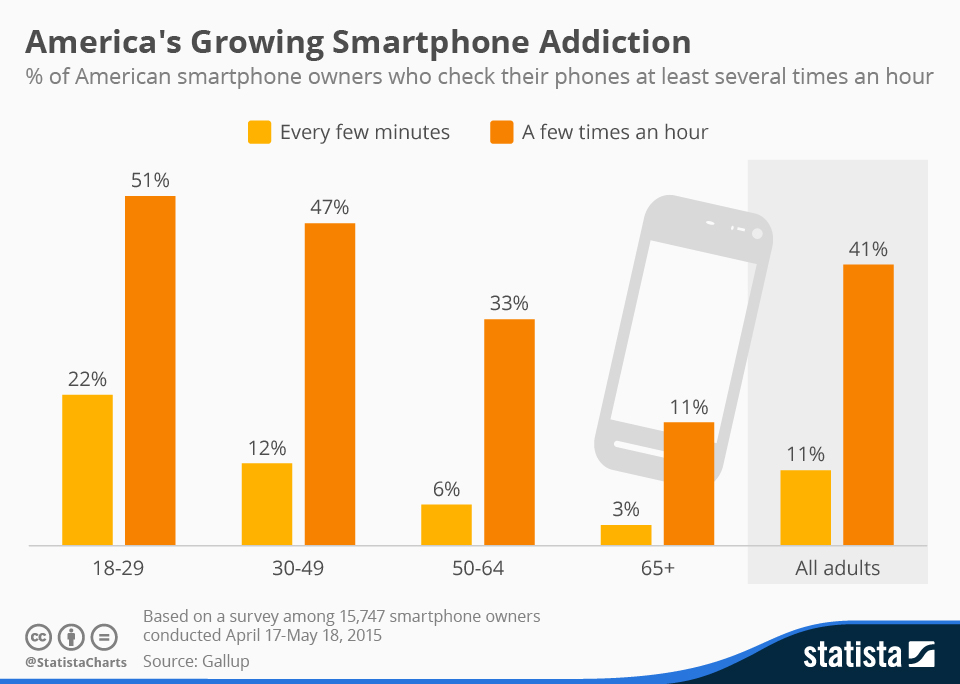 America's Growing Smartphone Addiction
% of American smartphone owners who check their phones at least several times an hour
Every few minutes
A few times an hour
51%
47%
41%
33%
22%
12%
11%
11%
6%
3%
18-29
30-49
50-64
65+
All adults
Based on a survey among 15,747 smartphone owners
conducted April 17-May 18, 2015
@StatistaCharts
Source: Gallup
cc
statista